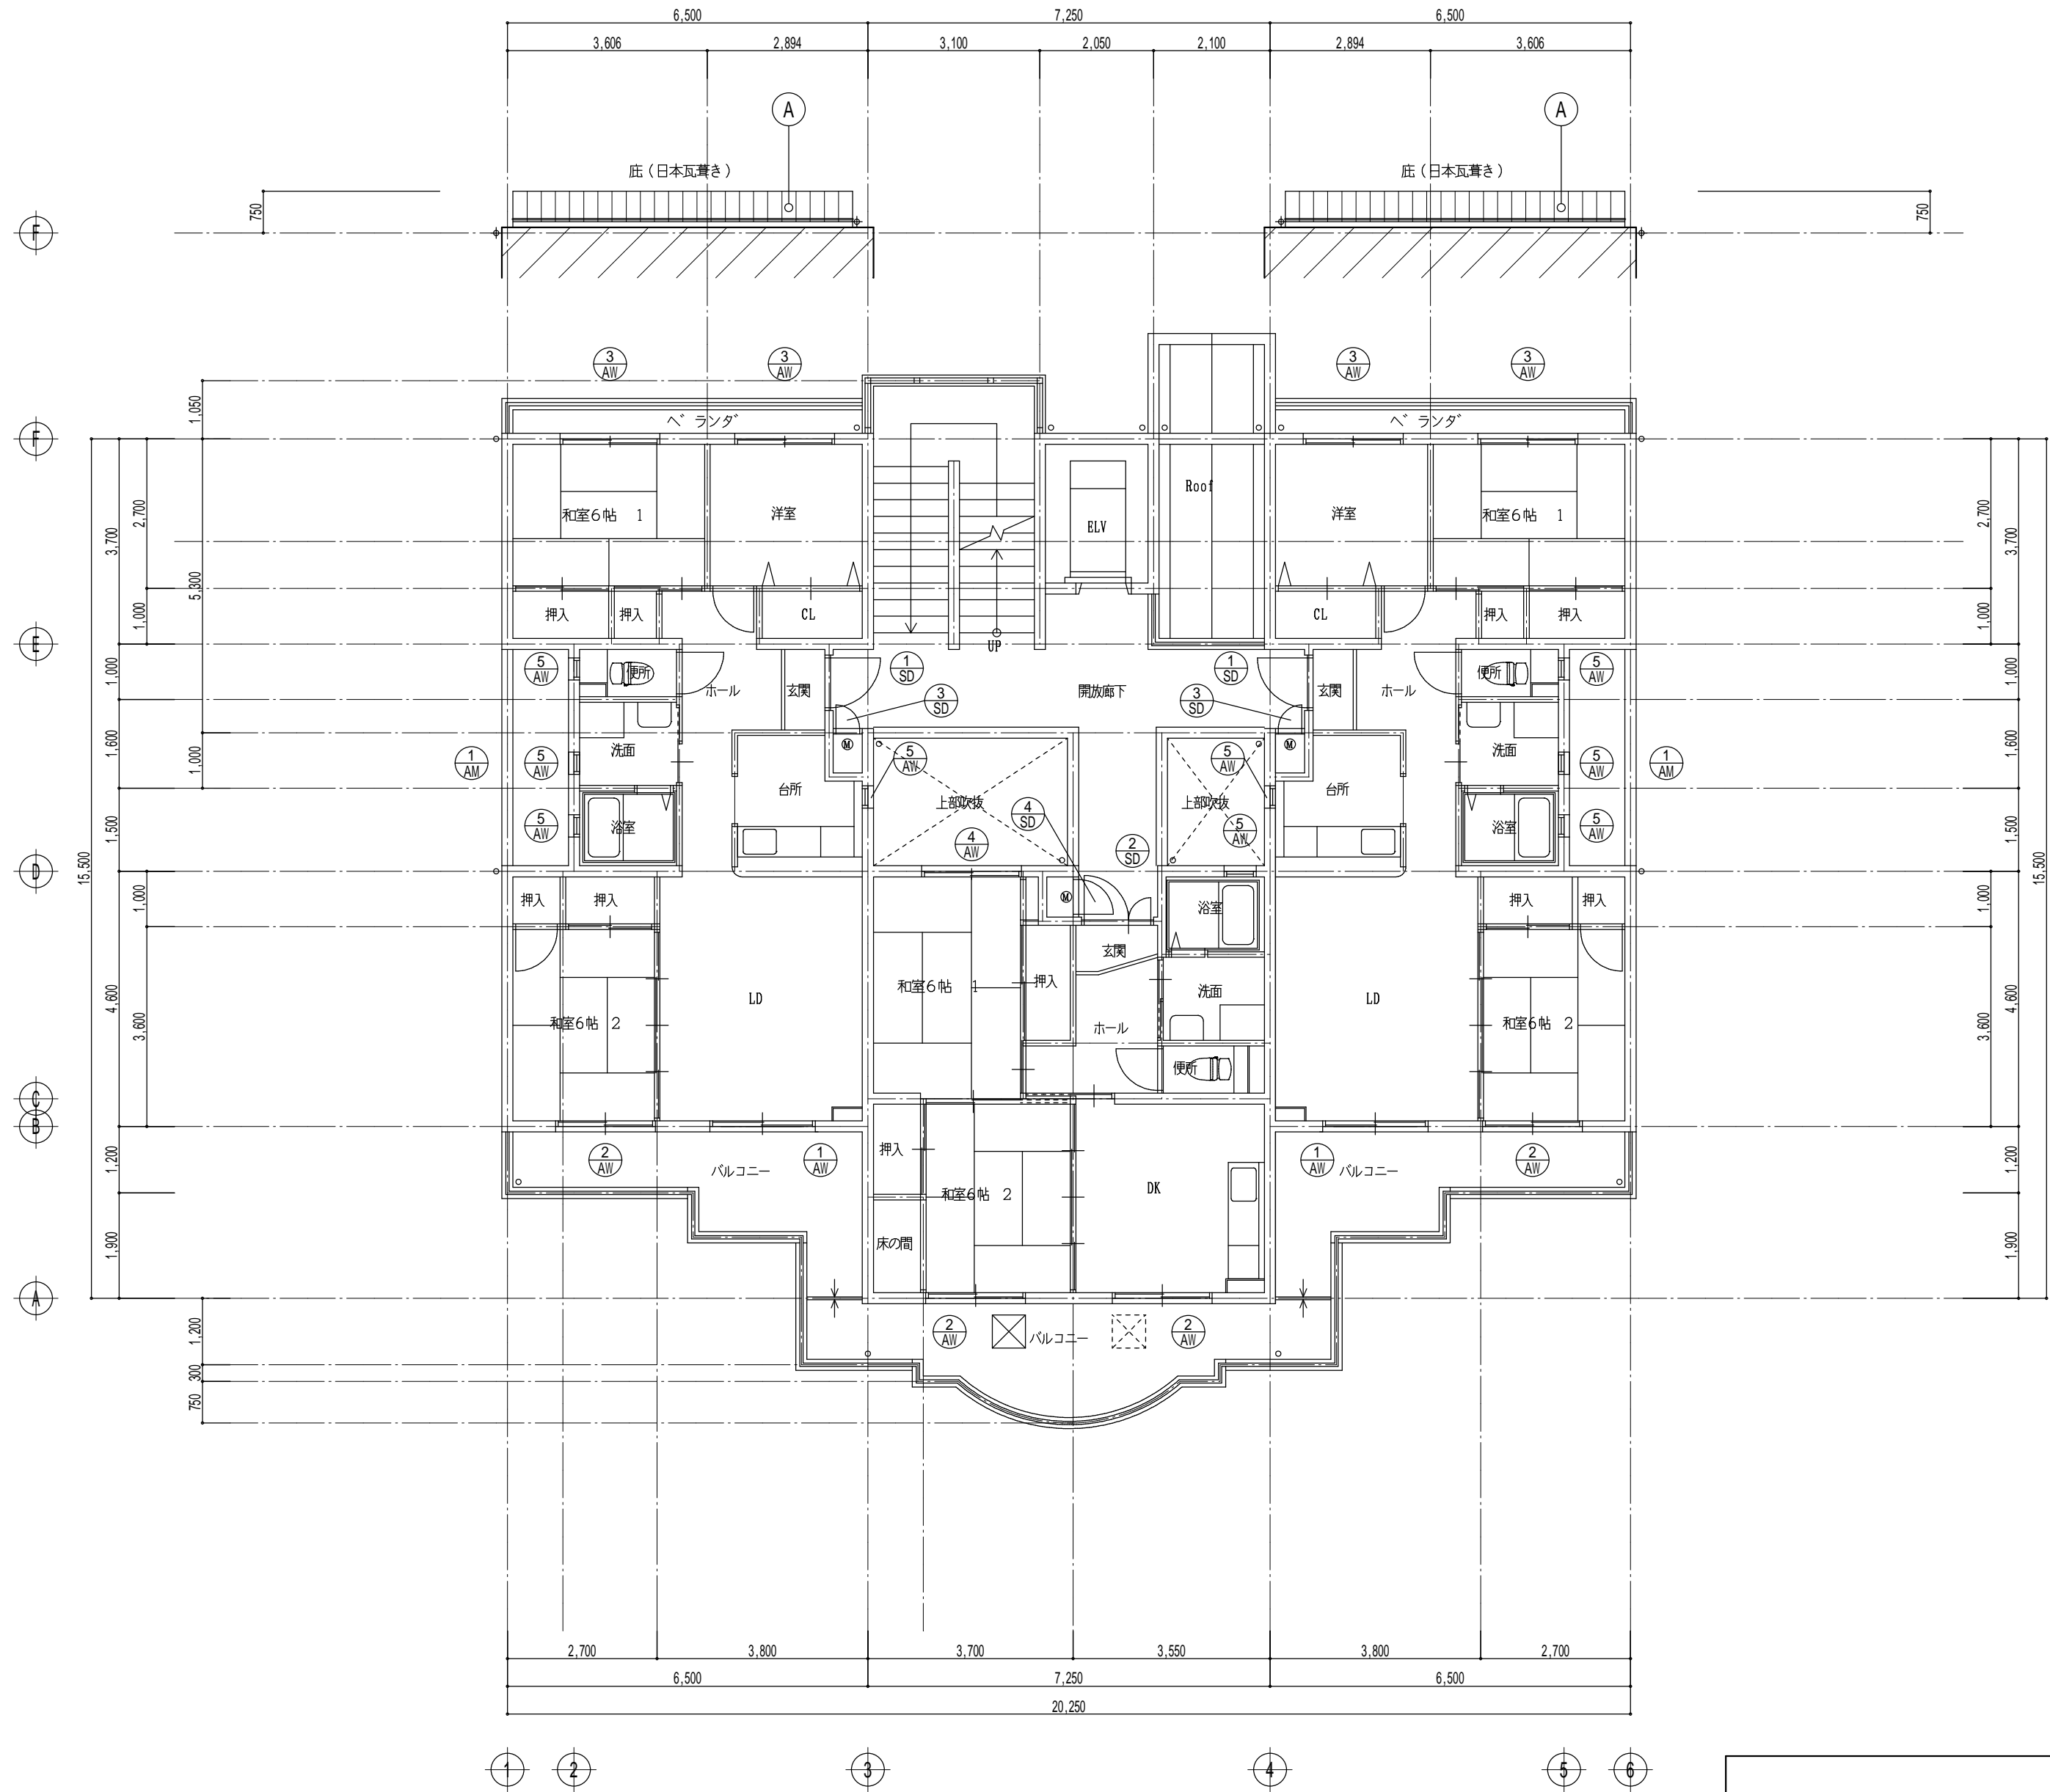 6,500 7,250 6,500
3,606 2,894 3,100 2,050 2,100 2,894 3,606
A A
庇（日本瓦葺き） 庇（日本瓦葺き）
750 750
F
3 AW 3 AW 3 AW 3 AW
1,050
ベランダ ベランダ
F
2,700 2,700
3,700 3,700
5,300
和室６帖 1 洋室 ELV Roof 洋室 和室６帖 1
1,000 1,000
押入 押入 CL CL 押入 押入
E
UP
1,000 1,000
5 AW 便所 ホール 玄関 1 SD 開放廊下 1 SD 玄関 ホール 便所 5 AW
3 SD 3 SD
1,600 1,000 1,600
1 AM 5 AW 洗面 M 5 AW 5 AW M 洗面 5 AW 1 AM
台所 上部吹抜 上部吹抜 台所
4 SD
15,500 1,500 1,500 15,500
5 AW 浴室 4 AW 2 SD 5 AW 浴室 5 AW
D
1,000 1,000
押入 押入 M 浴室 押入 押入
玄関
4,600 4,600
3,600 3,600
和室６帖 1 押入 洗面
LD LD
和室６帖 2 ホール 和室６帖 2
便所
C
B
1,200 1,200
2 AW バルコニー 1 AW 押入 1 AW バルコニー 2 AW
和室６帖 2 DK
1,900 1,900
床の間
A
1,200
2 AW バルコニー 2 AW
300
750
2,700 3,800 3,700 3,550 3,800 2,700
6,500 7,250 6,500
20,250
1 2 3 4 5 6